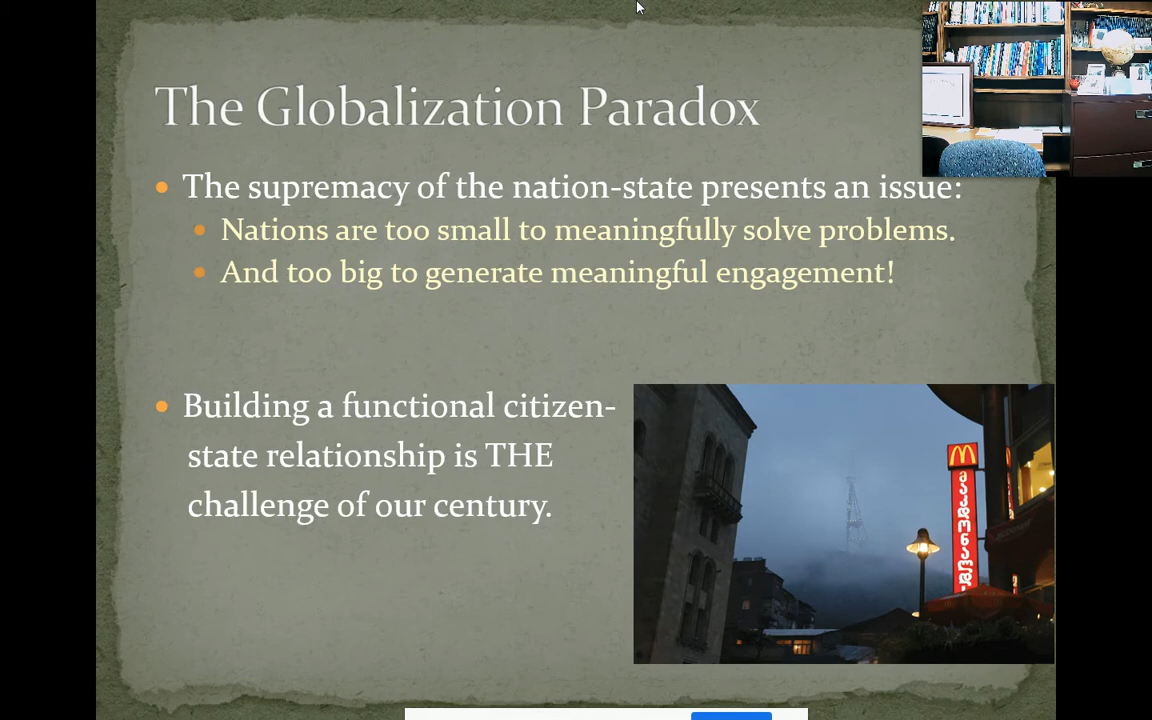 The Globalization Paradox
The supremacy of the nation-state presents an issue:
Nations are too small to meaningfully solve problems.
And too big to generate meaningful engagement!
Building a functional citizen-
state relationship is THE
challenge of our century.